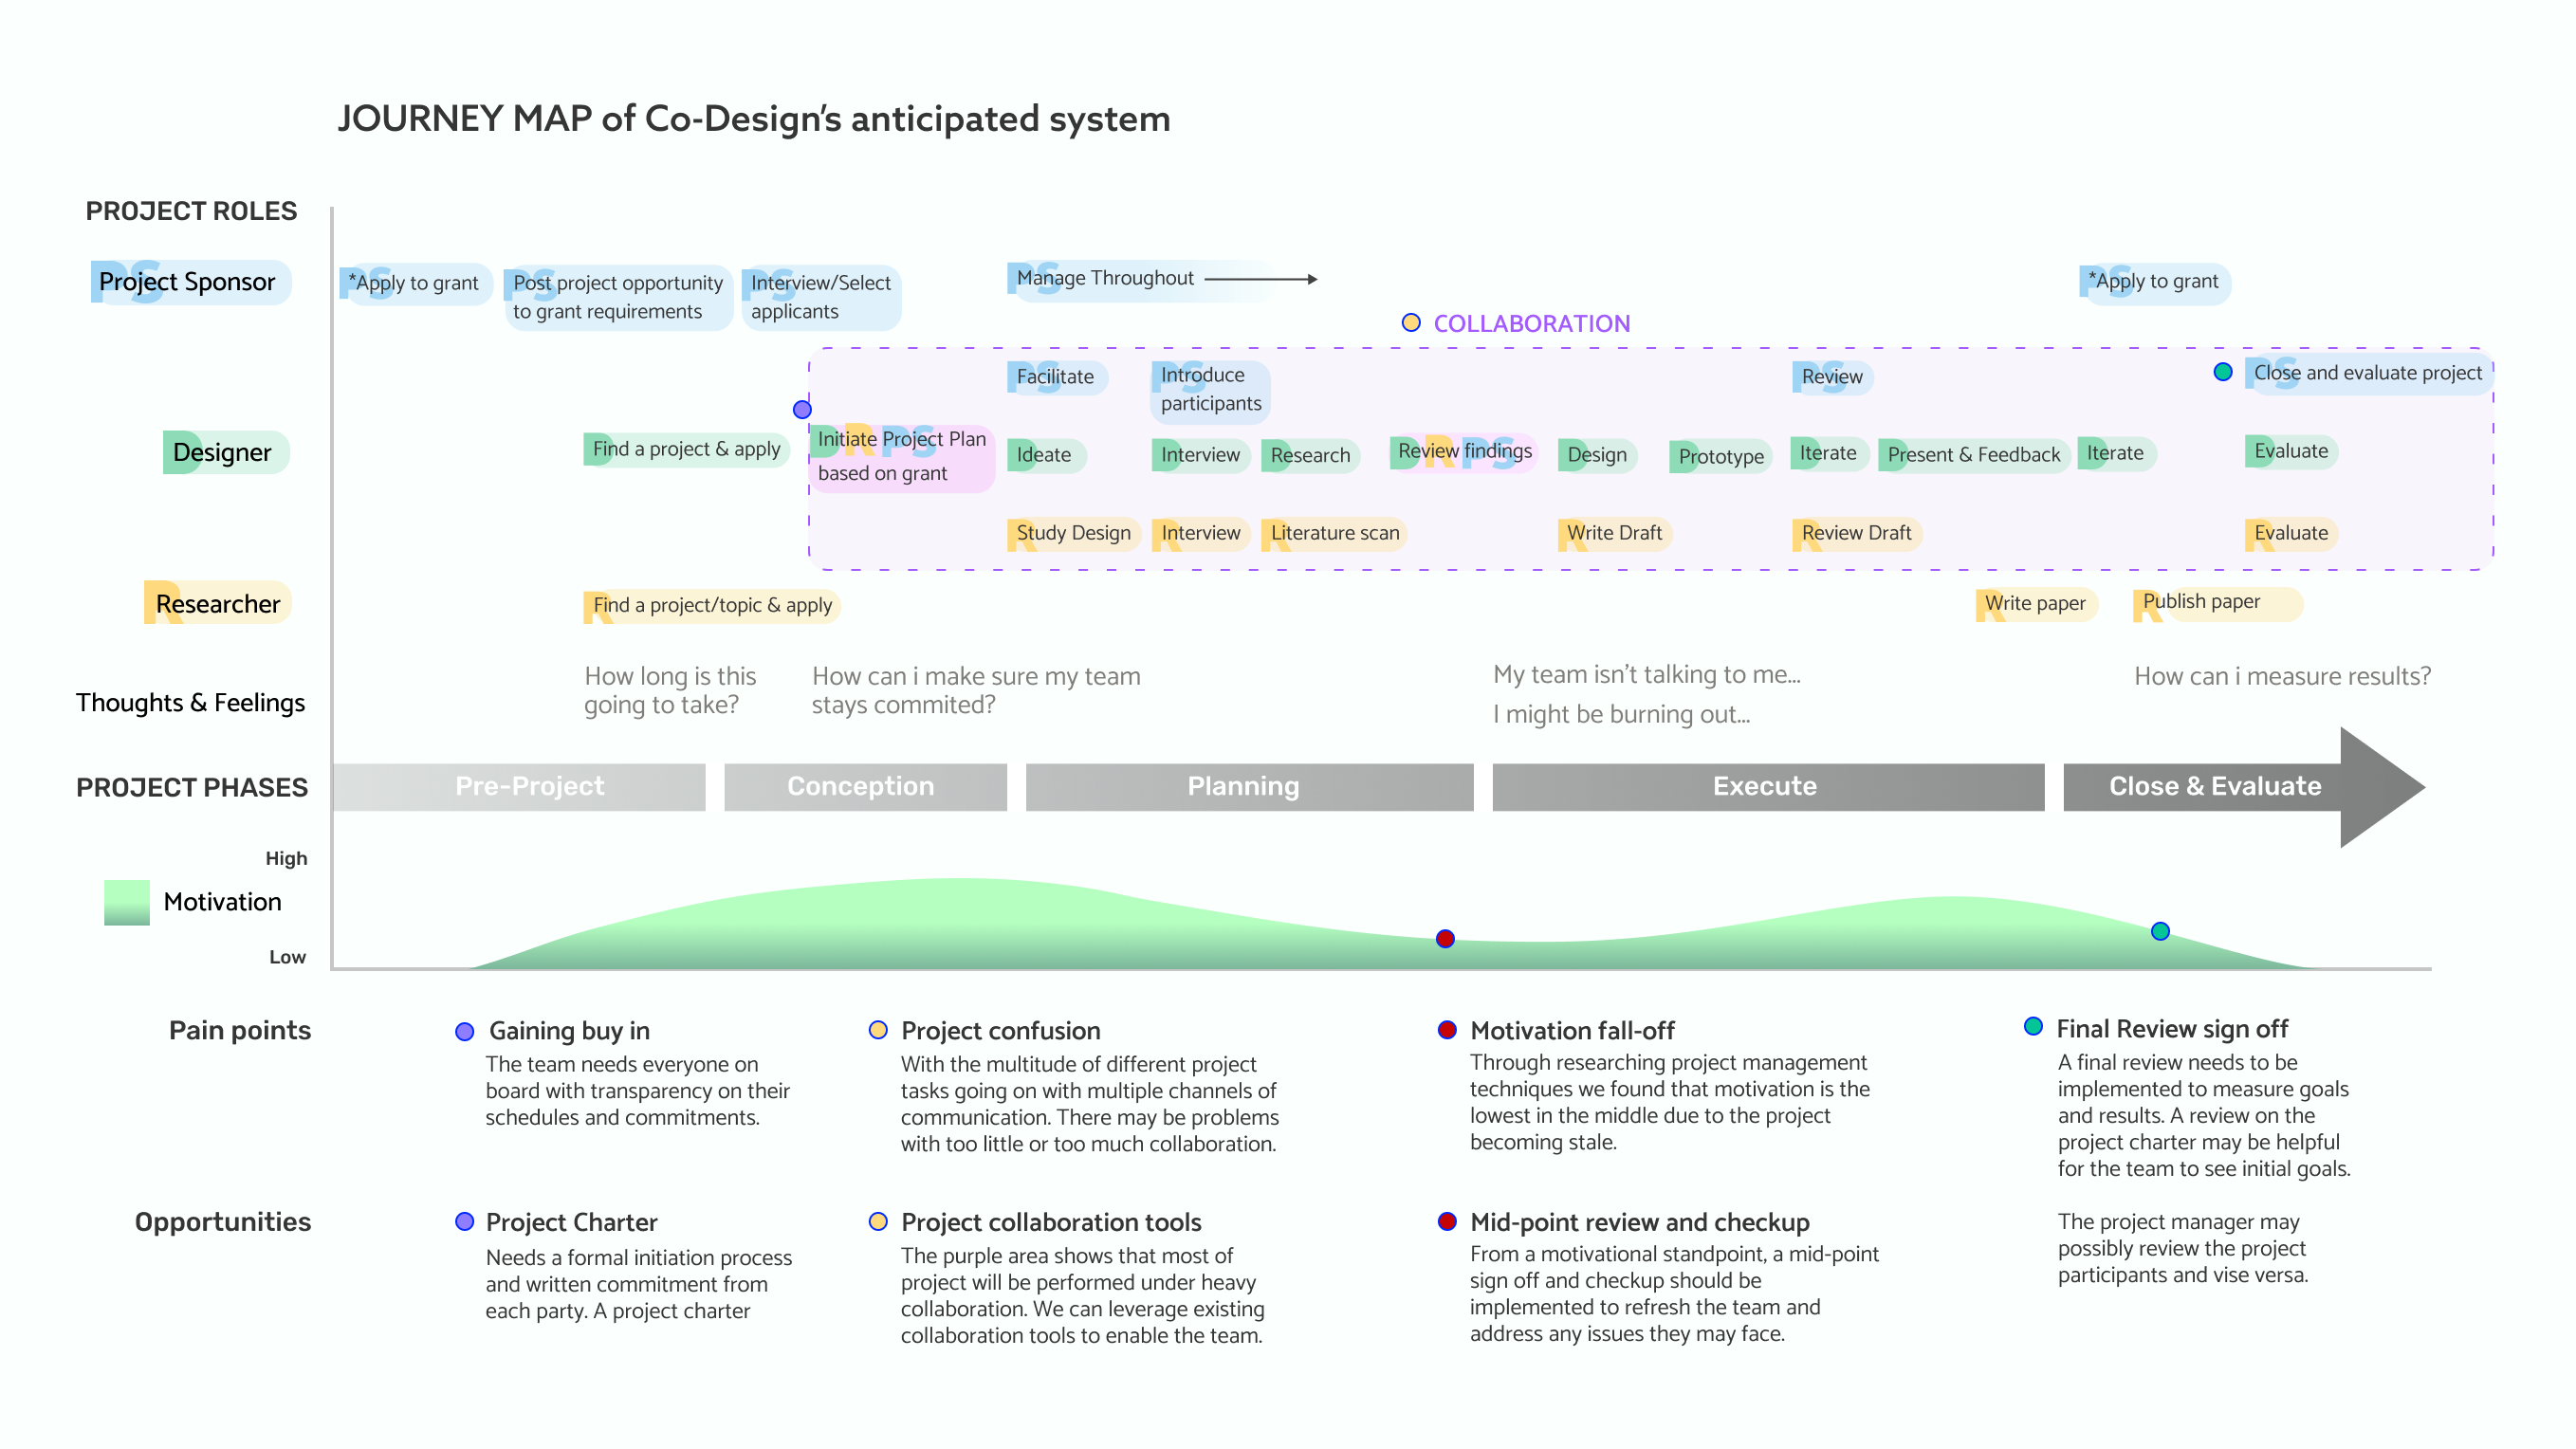 JOURNEY MAP of Co-Design's anticipated system
PROJECT ROLES
PS
Project Sponsor
PS
*Apply to grant
PS
Post project opportunity
to grant requirements
PS
Interview/Select
applicants
PS
Manage Throughout
PS
*Apply to grant
COLLABORATION
PS
Facilitate
PS
Introduce
participants
PS
Review
PS
Close and evaluate project
D
Designer
D
Find a project & apply
D R PS
Initiate Project Plan
based on grant
D
Ideate
D
Interview
D
Research
D R PS
Review findings
D
Design
D
Prototype
D
Iterate
D
Present & Feedback
D
Iterate
D
Evaluate
R
Study Design
R
Interview
R
Literature scan
R
Write Draft
R
Review Draft
R
Evaluate
R
Researcher
R
Find a project/topic & apply
R
Write paper
R
Publish paper
Thoughts & Feelings
How long is this
going to take?
How can i make sure my team
stays commited?
My team isn't talking to me...
I might be burning out...
How can i measure results?
PROJECT PHASES
Pre-Project
Conception
Planning
Execute
Close & Evaluate
High
Motivation
Low
Pain points
Gaining buy in
The team needs everyone on
board with transparency on their
schedules and commitments.
Project confusion
With the multitude of different project
tasks going on with multiple channels of
communication. There may be problems
with too little or too much collaboration.
Motivation fall-off
Through researching project management
techniques we found that motivation is the
lowest in the middle due to the project
becoming stale.
Final Review sign off
A final review needs to be
implemented to measure goals
and results. A review on the
project charter may be helpful
for the team to see initial goals.
Opportunities
Project Charter
Needs a formal initiation process
and written commitment from
each party. A project charter
Project collaboration tools
The purple area shows that most of
project will be performed under heavy
collaboration. We can leverage existing
collaboration tools to enable the team.
Mid-point review and checkup
From a motivational standpoint, a mid-point
sign off and checkup should be
implemented to refresh the team and
address any issues they may face.
The project manager may
possibly review the project
participants and vise versa.